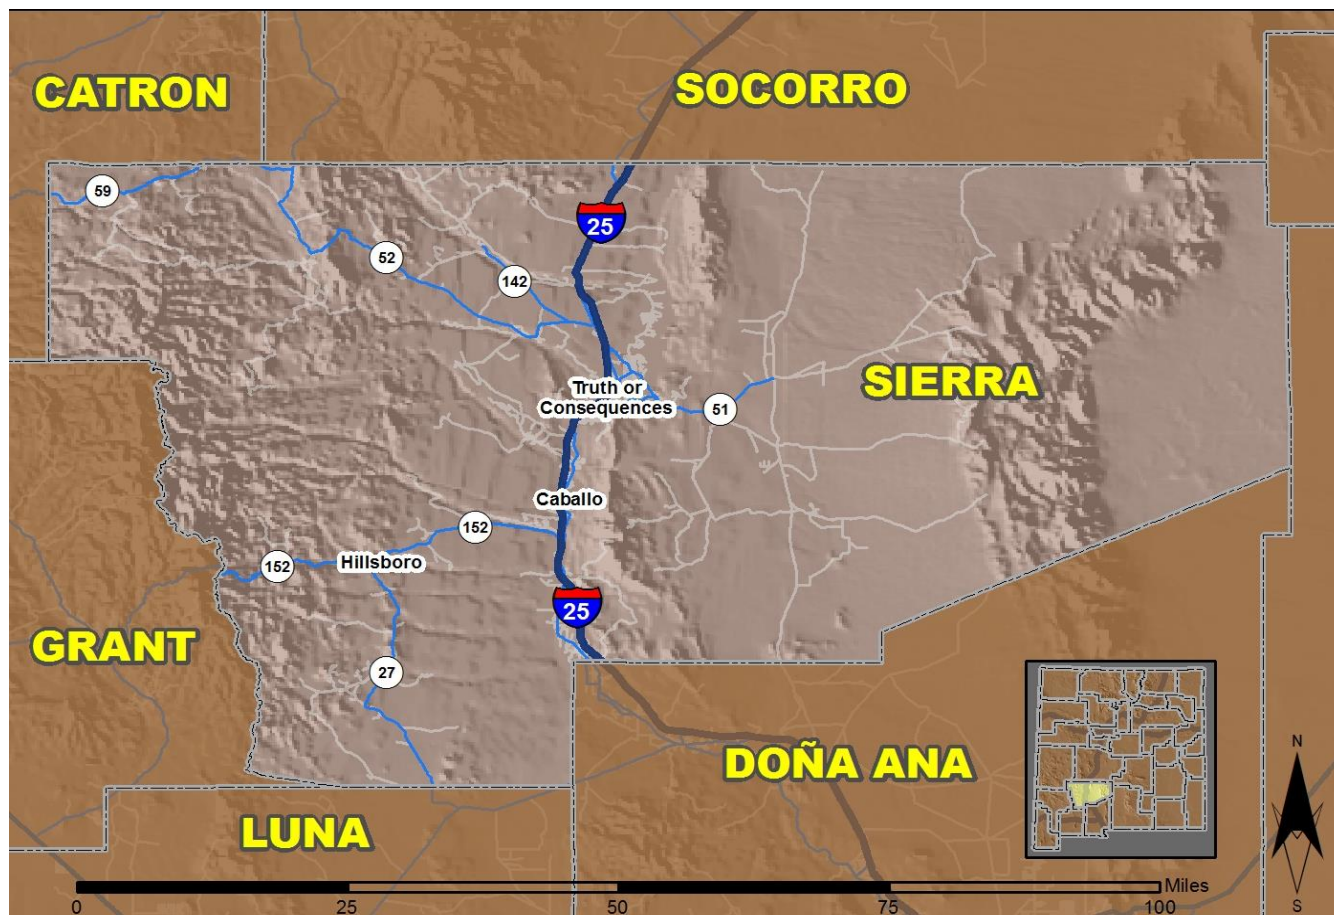 CATRON
SOCORRO
59
25
52
142
SIERRA
Truth or
Consequences
51
Caballo
152
152
Hillsboro
25
GRANT
27
DOÑA ANA
N
LUNA
Miles
0
25
50
75
100
S